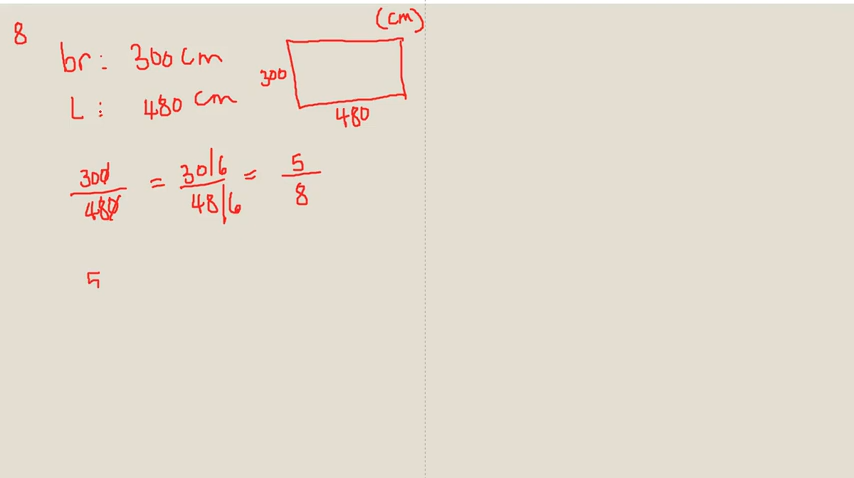 8
(cm)
br: 300 cm
L: 480 cm
300
480
300/480 = 30|6/48|6 = 5/8
5